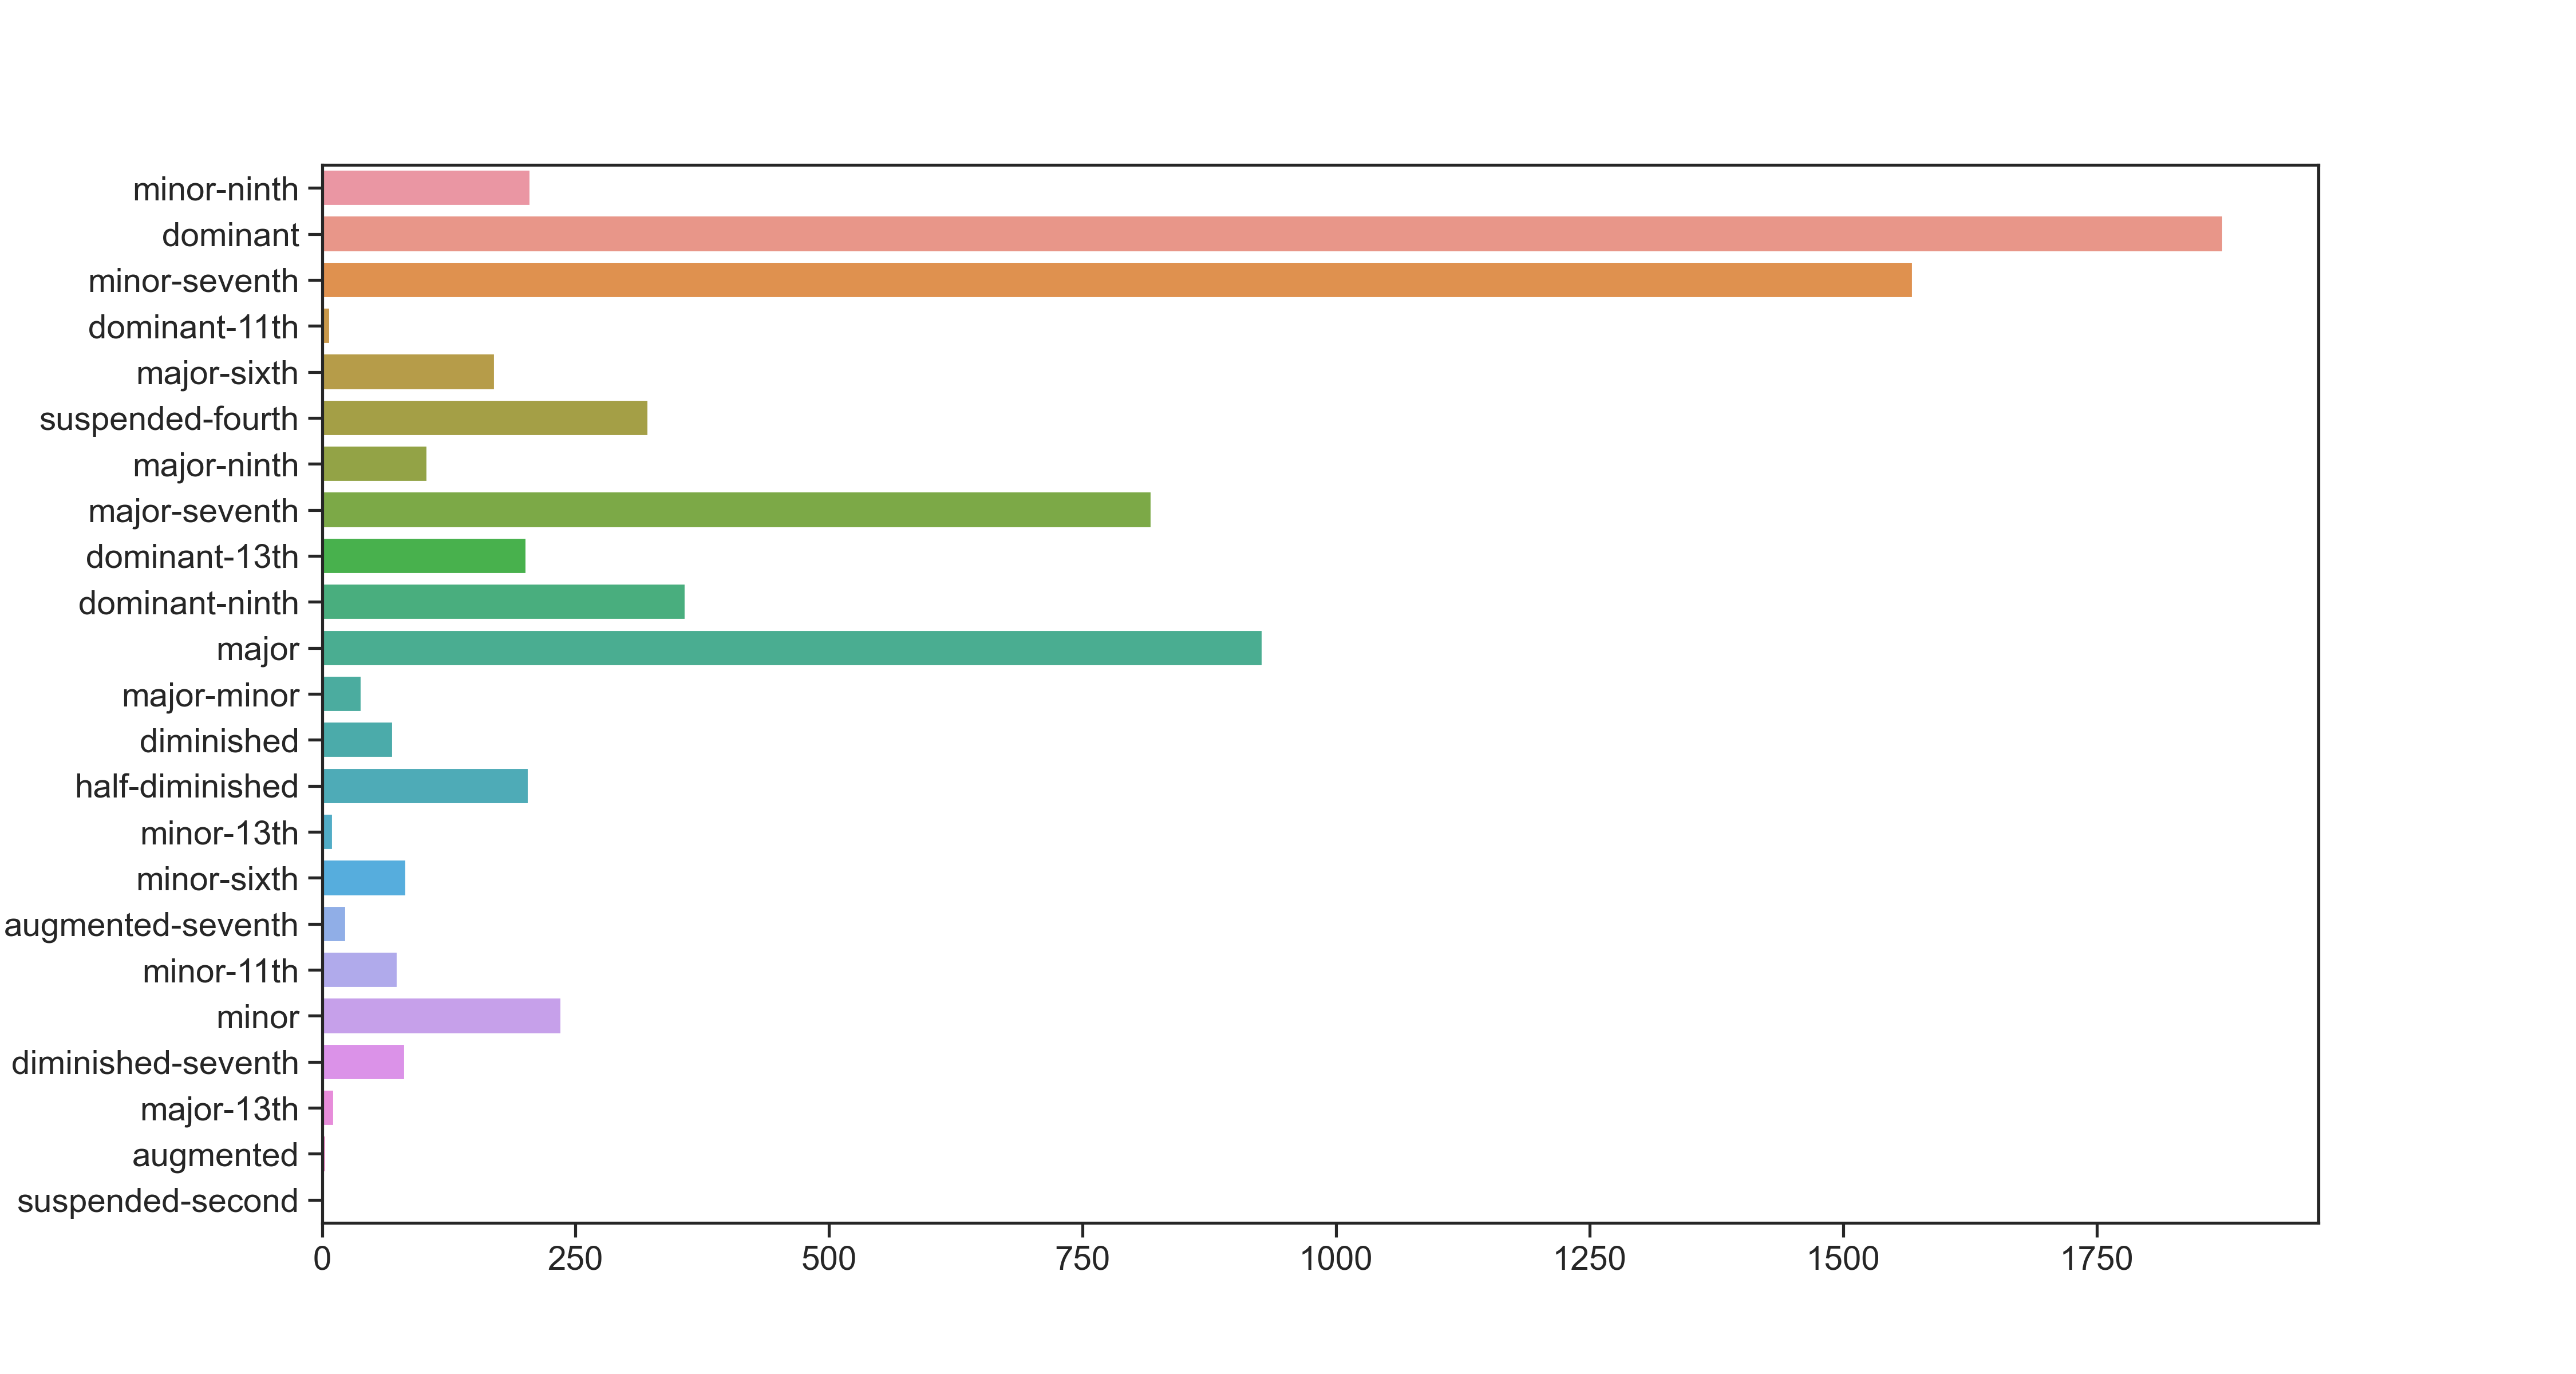 minor-ninth
dominant
minor-seventh
dominant-11th
major-sixth
suspended-fourth
major-ninth
major-seventh
dominant-13th
dominant-ninth
major
major-minor
diminished
half-diminished
minor-13th
minor-sixth
augmented-seventh
minor-11th
minor
diminished-seventh
major-13th
augmented
suspended-second
0 250 500 750 1000 1250 1500 1750